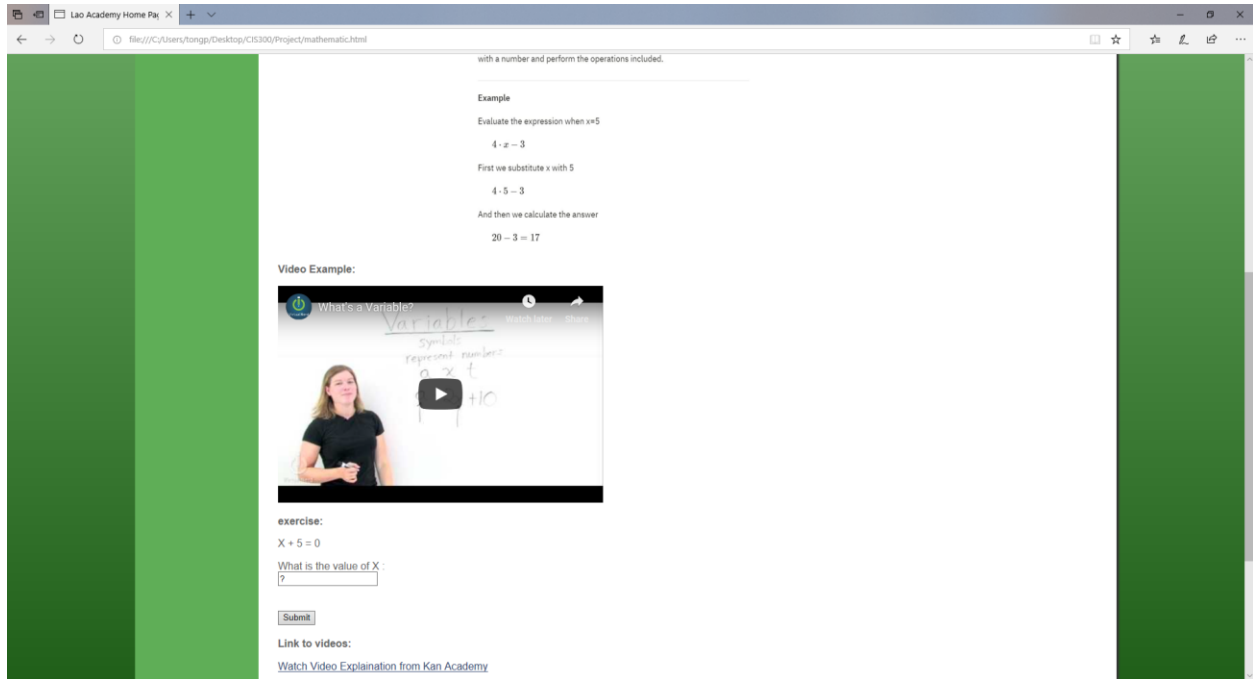 Lao Academy Home Pag
file:///C:/Users/tongp/Desktop/CIS300/Project/mathematic.html
with a number and perform the operations included.
Example
Evaluate the expression when x=5
4 · x − 3
First we substitute x with 5
4 · 5 − 3
And then we calculate the answer
20 − 3 = 17
Video Example:
What's a Variable?
Watch later Share
Variables
symbols
represent numbers
a x t
+10
exercise:
X + 5 = 0
What is the value of X :
?
Submit
Link to videos:
Watch Video Explaination from Kan Academy